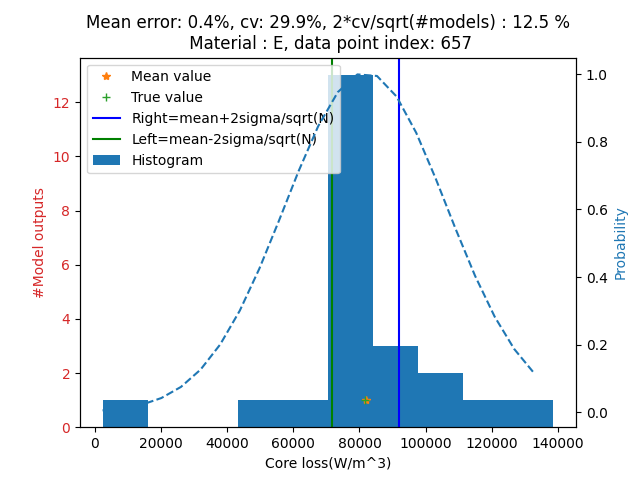 Mean error: 0.4%, cv: 29.9%, 2*cv/sqrt(#models) : 12.5 %
Material : E, data point index: 657
Mean value
True value
Right=mean+2sigma/sqrt(N)
Left=mean-2sigma/sqrt(N)
Histogram
#Model outputs
12
10
8
6
4
2
0
1.0
0.8
0.6
0.4
0.2
0.0
Probability
0 20000 40000 60000 80000 100000 120000 140000
Core loss(W/m^3)